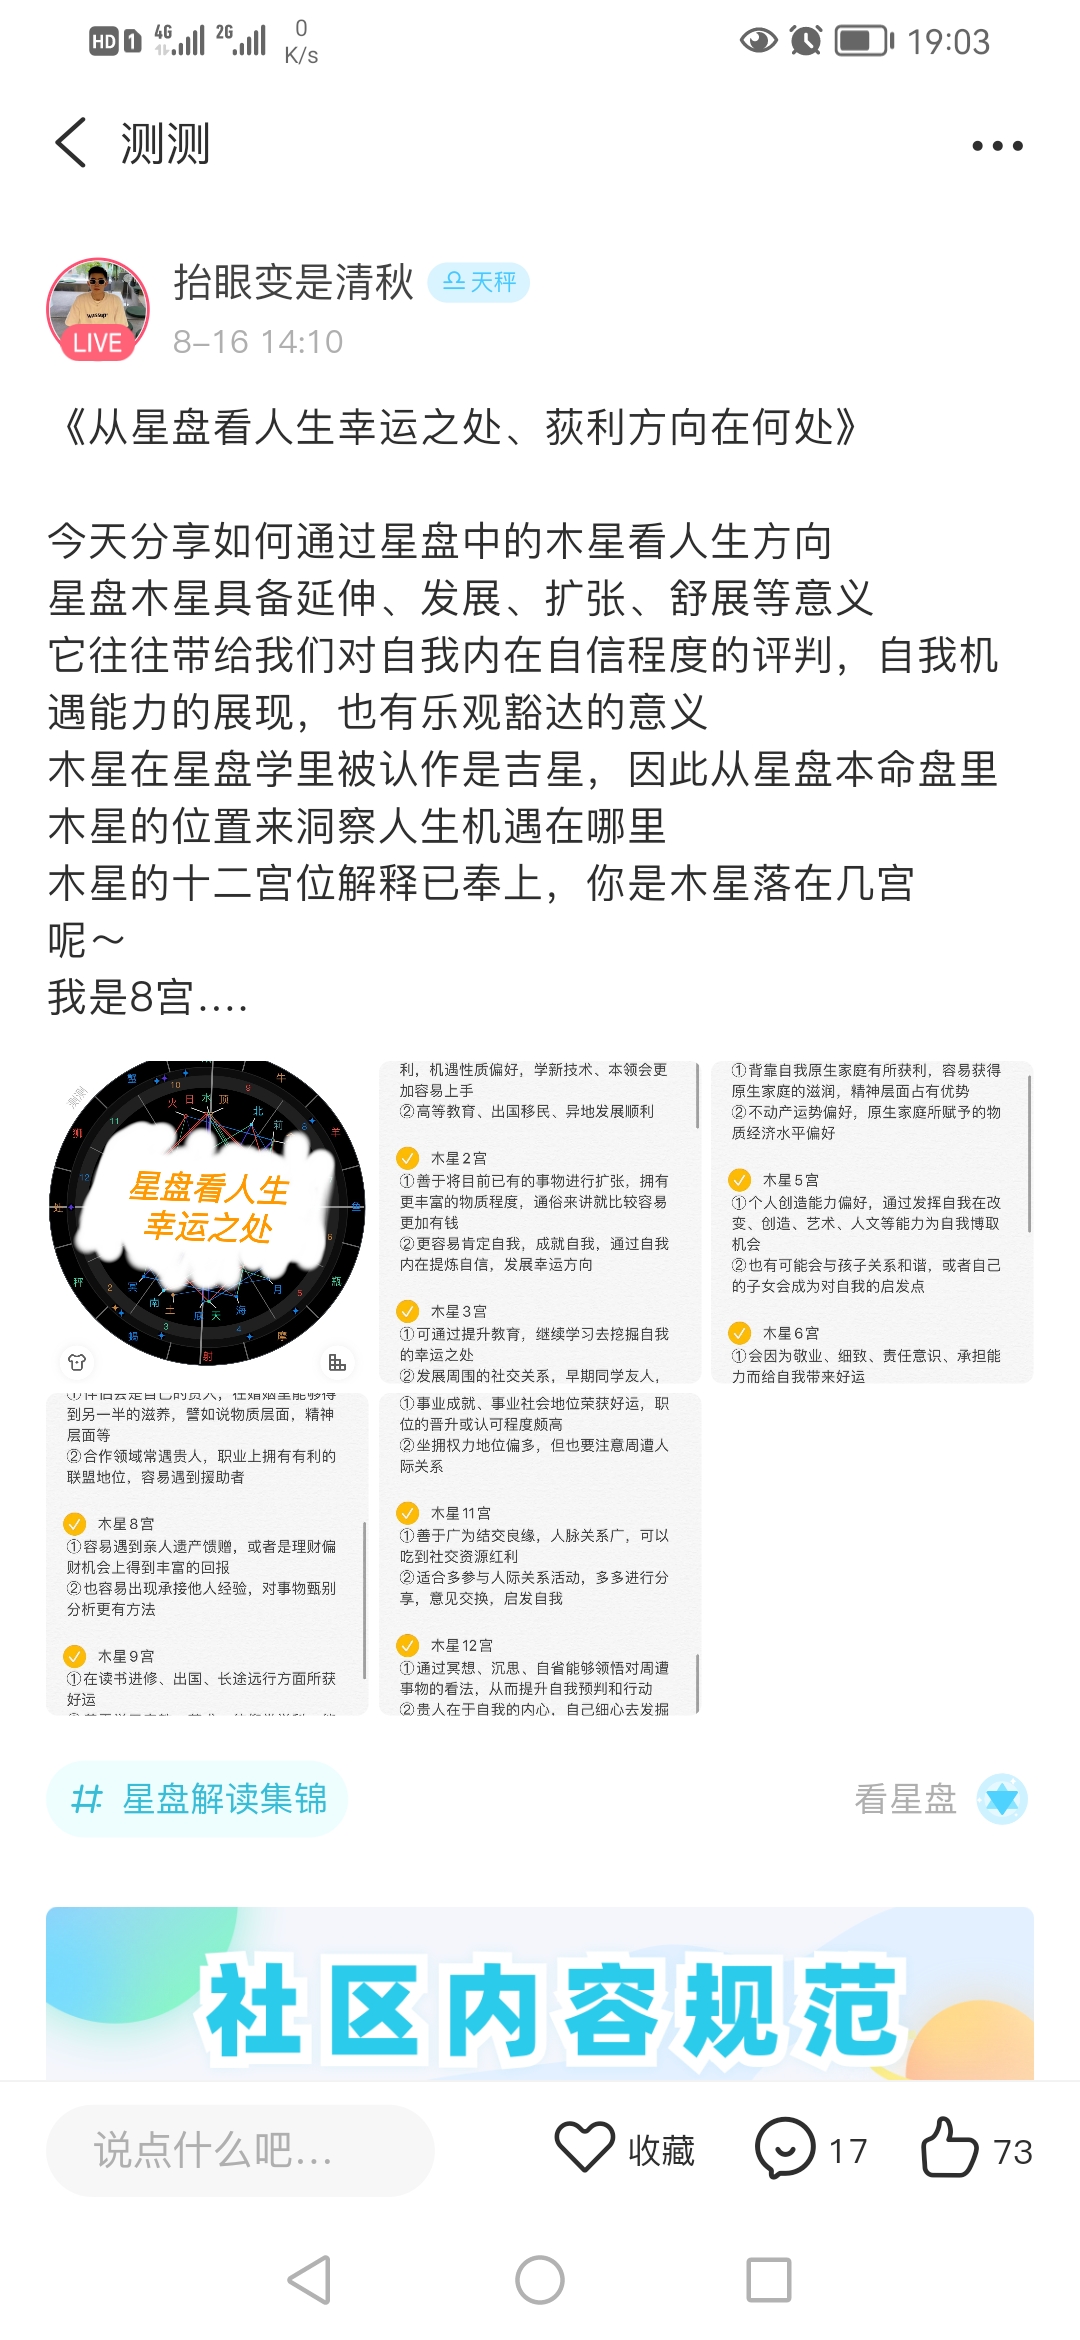 HD 1 4G 2G 0 K/s 19:03
测测
抬眼变是清秋 天秤
LIVE
8-16 14:10
《从星盘看人生幸运之处、荻利方向在何处》
今天分享如何通过星盘中的木星看人生方向
星盘木星具备延伸、发展、扩张、舒展等意义
它往往带给我们对自我内在自信程度的评判，自我机
遇能力的展现，也有乐观豁达的意义
木星在星盘学里被认作是吉星，因此从星盘本命盘里
木星的位置来洞察人生机遇在哪里
木星的十二宫位解释已奉上，你是木星落在几宫
呢～
我是8宫....
测测
星盘看人生
幸运之处
利，机遇性质偏好，学新技术、本领会更
加容易上手
②高等教育、出国移民、异地发展顺利
木星2宫
①善于将目前已有的事物进行扩张，拥有
更丰富的物质程度，通俗来讲就比较容易
更加有钱
②更容易肯定自我，成就自我，通过自我
内在提炼自信，发展幸运方向
木星3宫
①可通过提升教育，继续学习去挖掘自我
的幸运之处
②发展周围的社交关系，早期同学友人，
①背靠自我原生家庭有所获利，容易获得
原生家庭的滋润，精神层面占有优势
②不动产运势偏好，原生家庭所赋予的物
质经济水平偏好
木星5宫
①个人创造能力偏好，通过发挥自我在改
变、创造、艺术、人文等能力为自我博取
机会
②也有可能会与孩子关系和谐，或者自己
的子女会成为对自我的启发点
木星6宫
①会因为敬业、细致、责任意识、承担能
力而给自我带来好运
①伴侣会是自己的贵人，在婚姻里能够得
到另一半的滋养，譬如说物质层面，精神
层面等
②合作领域常遇贵人，职业上拥有有利的
联盟地位，容易遇到援助者
木星8宫
①容易遇到亲人遗产馈赠，或者是理财偏
财机会上得到丰富的回报
②也容易出现承接他人经验，对事物甄别
分析更有方法
木星9宫
①在读书进修、出国、长途远行方面所获
好运
①事业成就、事业社会地位荣获好运，职
位的晋升或认可程度颇高
②坐拥权力地位偏多，但也要注意周遭人
际关系
木星11宫
①善于广为结交良缘，人脉关系广，可以
吃到社交资源红利
②适合多参与人际关系活动，多多进行分
享，意见交换，启发自我
木星12宫
①通过冥想、沉思、自省能够领悟对周遭
事物的看法，从而提升自我预判和行动
②贵人在于自我的内心，自己细心去发掘
# 星盘解读集锦 看星盘
社区内容规范
说点什么吧... 收藏 17 73